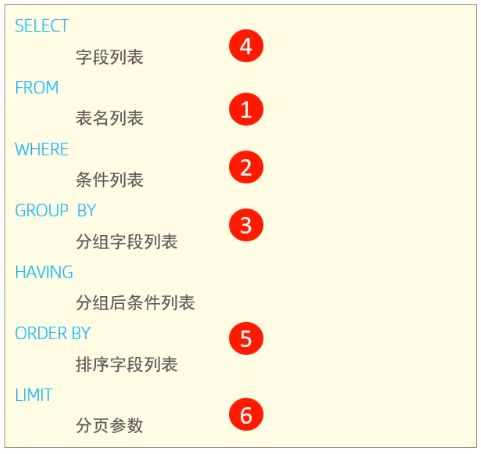 SELECT
字段列表
4
FROM
表名列表
1
WHERE
条件列表
2
GROUP BY
分组字段列表
3
HAVING
分组后条件列表
ORDER BY
排序字段列表
5
LIMIT
分页参数
6